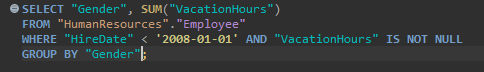 SELECT "Gender", SUM("VacationHours")
FROM "HumanResources"."Employee"
WHERE "HireDate" < '2008-01-01' AND "VacationHours" IS NOT NULL
GROUP BY "Gender";